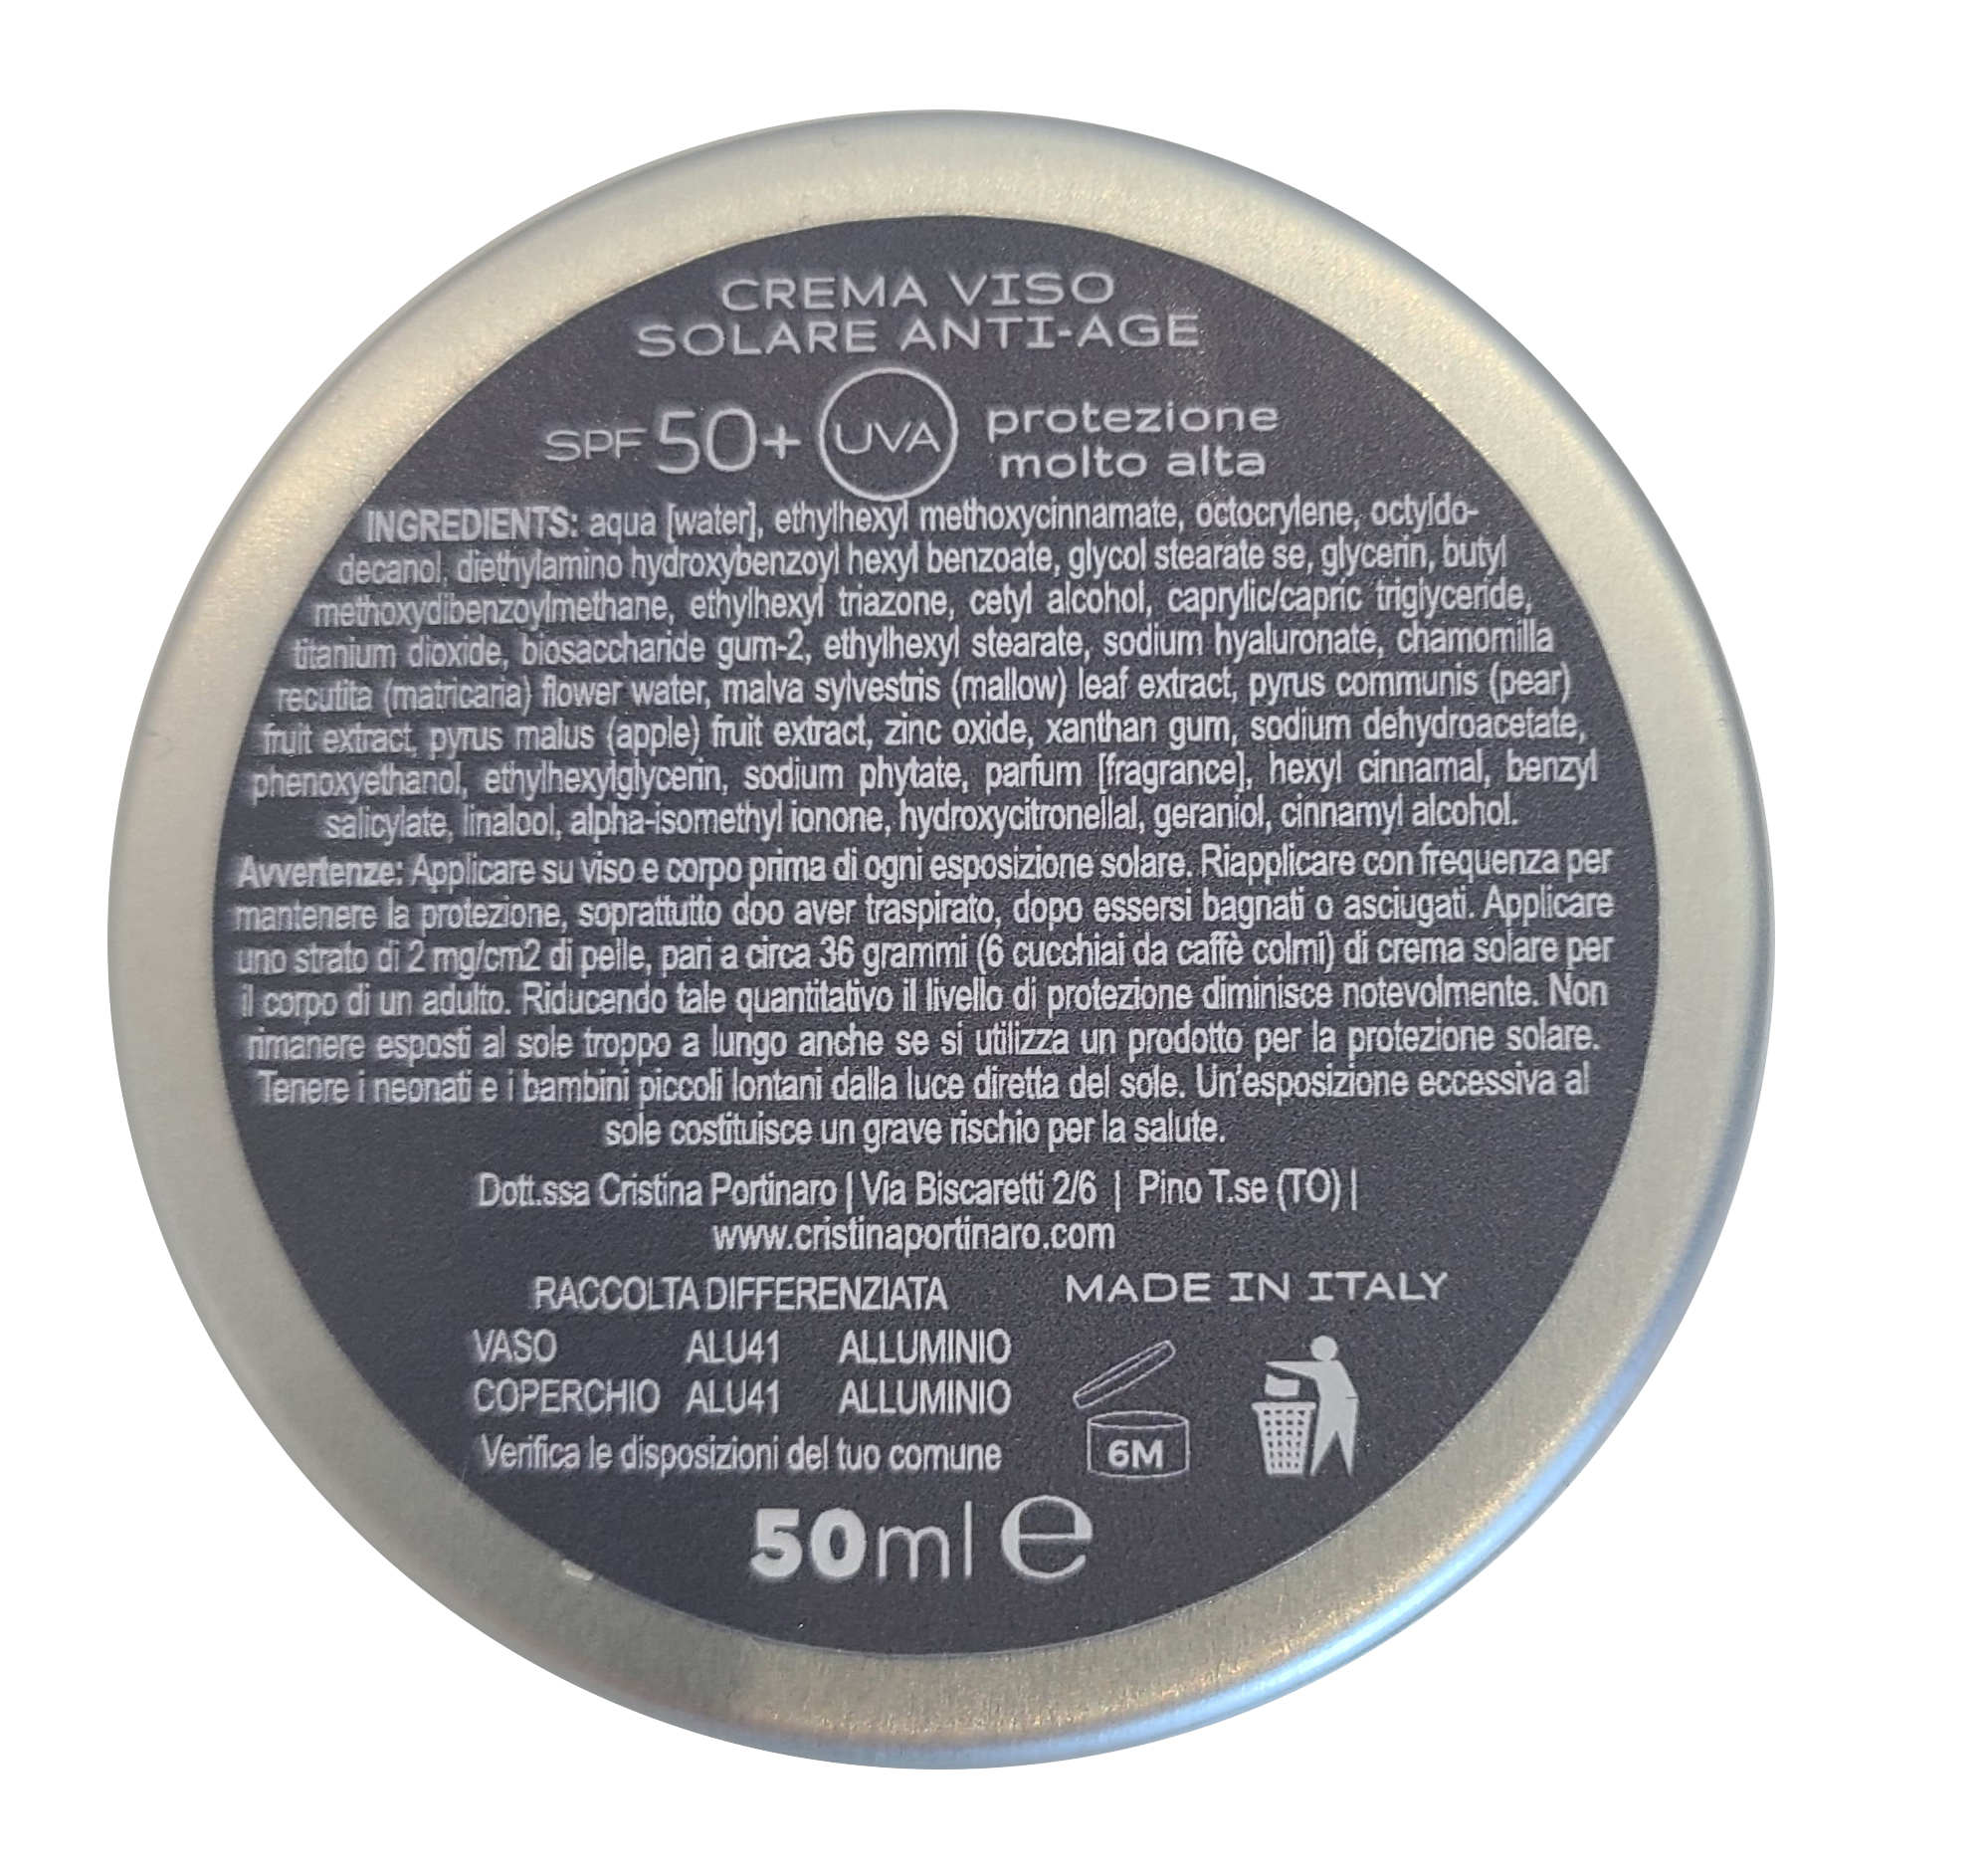 CREMA VISO
SOLARE ANTI-AGE
SPF 50+ UVA protezione
molto alta
INGREDIENTS: aqua [water], ethylhexyl methoxycinnamate, octocrylene, octyldo-
decanol, diethylamino hydroxybenzoyl hexyl benzoate, glycol stearate se, glycerin, butyl
methoxydibenzoylmethane, ethylhexyl triazone, cetyl alcohol, caprylic/capric triglyceride,
titanium dioxide, biosaccharide gum-2, ethylhexyl stearate, sodium hyaluronate, chamomilla
recutita (matricaria) flower water, malva sylvestris (mallow) leaf extract, pyrus communis (pear)
fruit extract, pyrus malus (apple) fruit extract, zinc oxide, xanthan gum, sodium dehydroacetate,
phenoxyethanol, ethylhexylglycerin, sodium phytate, parfum [fragrance], hexyl cinnamal, benzyl
salicylate, linalool, alpha-isomethyl ionone, hydroxycitronellal, geraniol, cinnamyl alcohol.
Avvertenze: Applicare su viso e corpo prima di ogni esposizione solare. Riapplicare con frequenza per
mantenere la protezione, soprattutto doo aver traspirato, dopo essersi bagnati o asciugati. Applicare
uno strato di 2 mg/cm2 di pelle, pari a circa 36 grammi (6 cucchiai da caffè colmi) di crema solare per
il corpo di un adulto. Riducendo tale quantitativo il livello di protezione diminisce notevolmente. Non
rimanere esposti al sole troppo a lungo anche se si utilizza un prodotto per la protezione solare.
Tenere i neonati e i bambini piccoli lontani dalla luce diretta del sole. Un'esposizione eccessiva al
sole costituisce un grave rischio per la salute.
Dott.ssa Cristina Portinaro | Via Biscaretti 2/6 | Pino T.se (TO) |
www.cristinaportinaro.com
RACCOLTA DIFFERENZIATA
MADE IN ITALY
VASO ALU41 ALLUMINIO
COPERCHIO ALU41 ALLUMINIO
Verifica le disposizioni del tuo comune
6M
50ml e